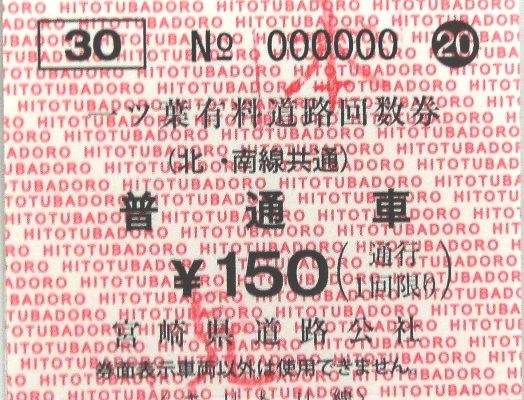 30 № 000000 20
一ツ葉有料道路回数券
(北・南線共通)
普通車
¥150(通行1回限り)
宮崎県道路公社
券面表示車両以外は使用できません。
HITOTUBADORO